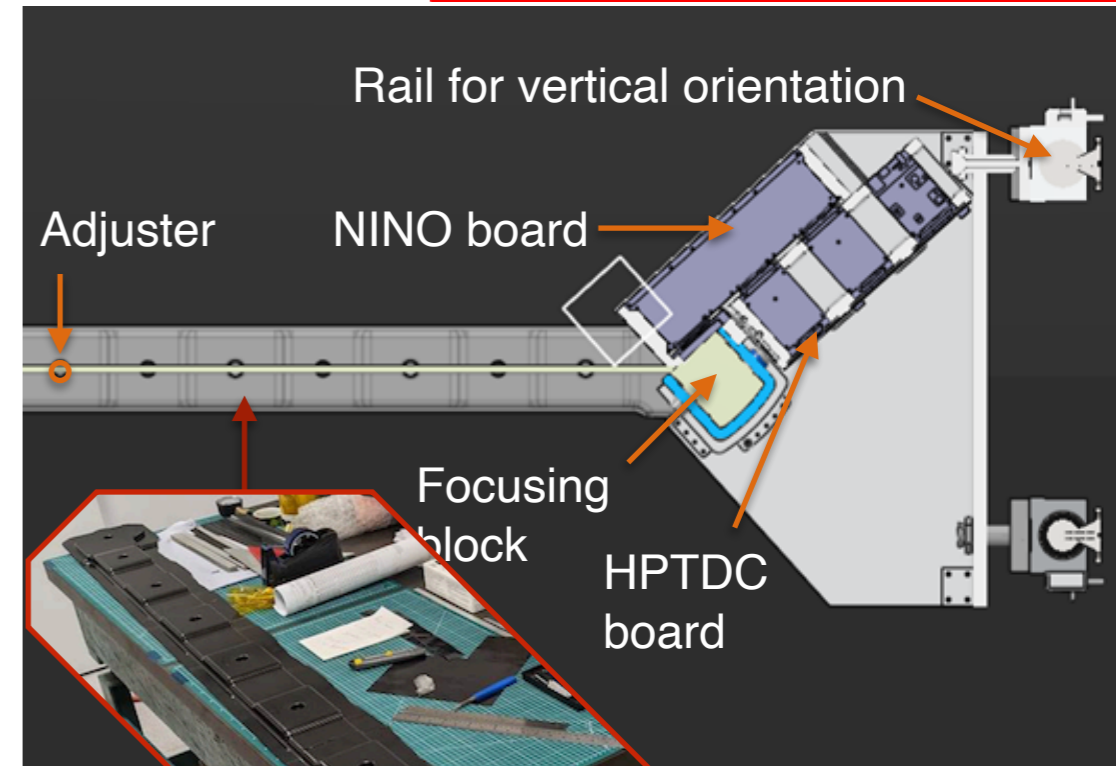 Rail for vertical orientation
Adjuster
NINO board
Focusing
block
HPTDC
board